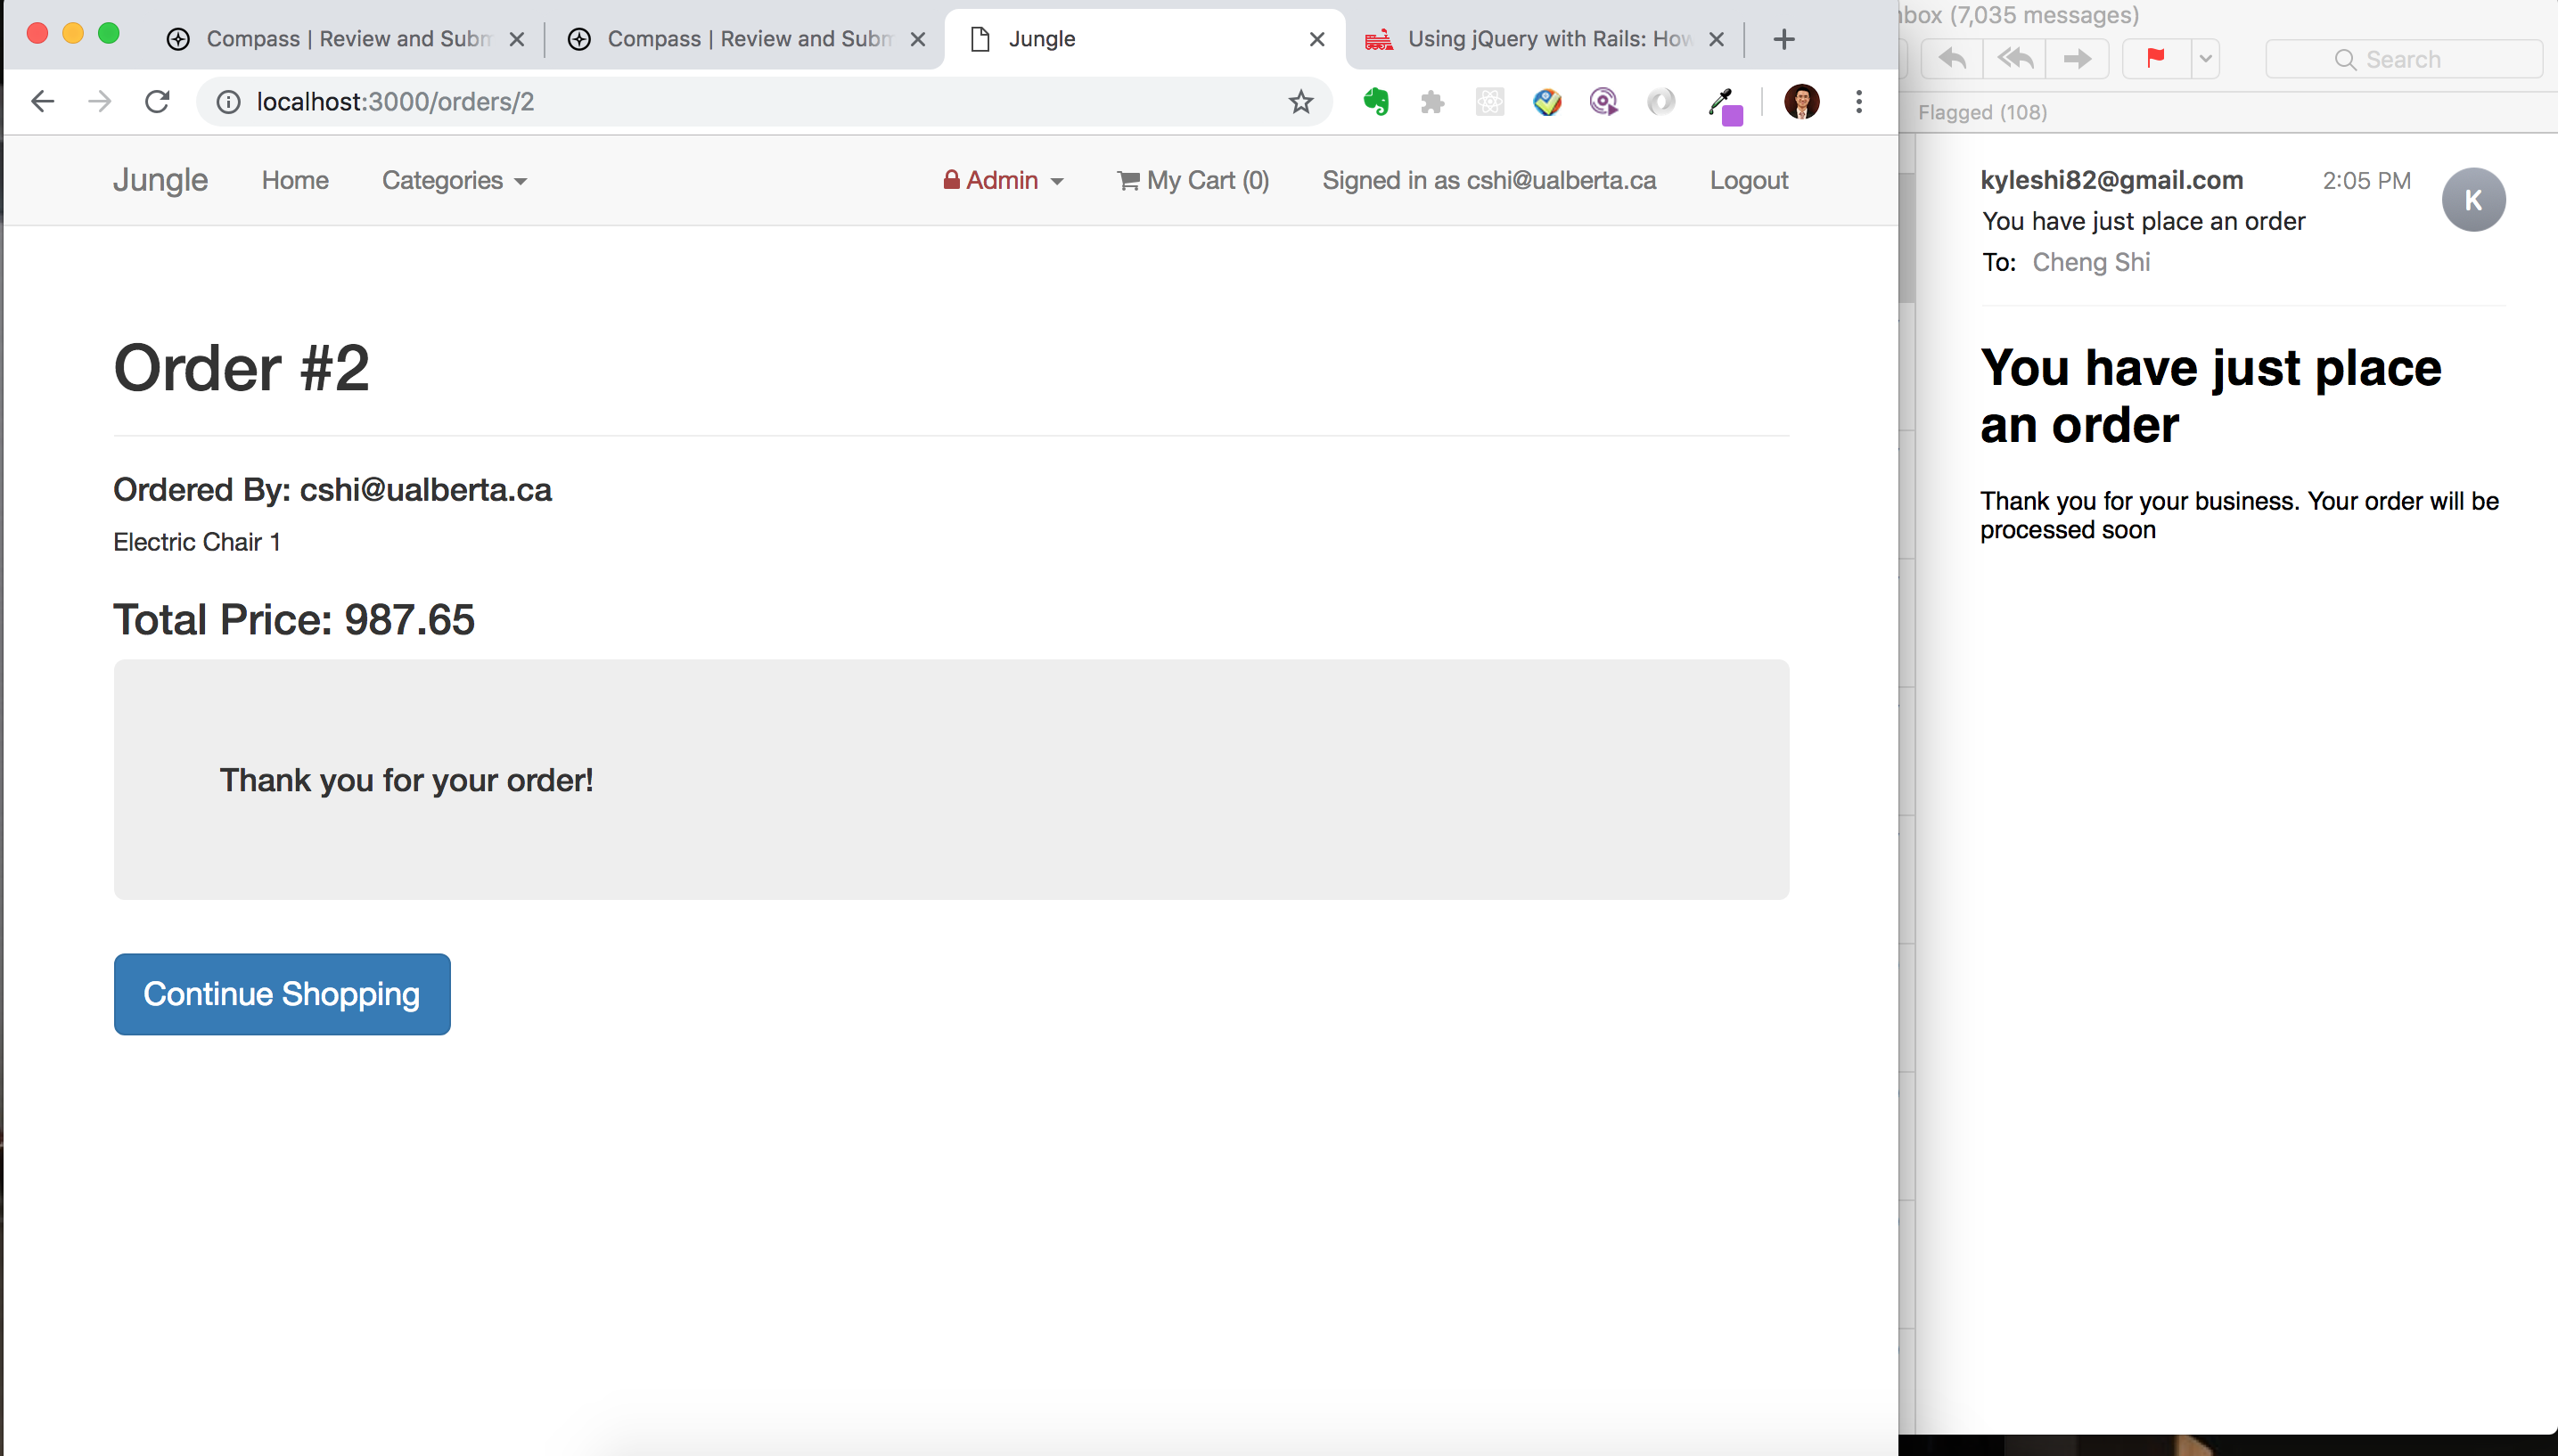 Compass | Review and Subm
Compass | Review and Subm
Jungle
Using jQuery with Rails: How
localhost:3000/orders/2
Jungle
Home
Categories
Admin
My Cart (0)
Signed in as cshi@ualberta.ca
Logout
Order #2
Ordered By: cshi@ualberta.ca
Electric Chair 1
Total Price: 987.65
Thank you for your order!
Continue Shopping
(7,035 messages)
Search
Flagged (108)
kyleshi82@gmail.com
2:05 PM
K
You have just place an order
To: Cheng Shi
You have just place
an order
Thank you for your business. Your order will be
processed soon